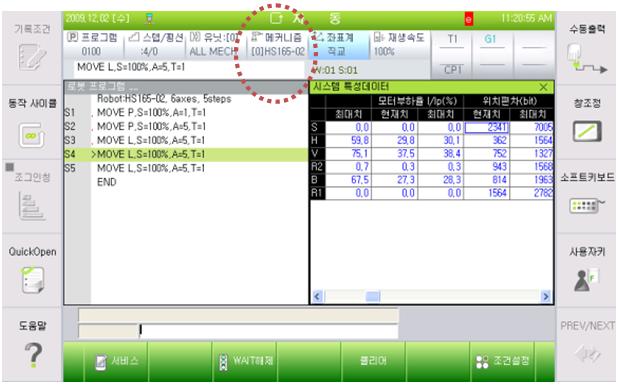 기록조건
2009.12.02 [수]
자 동
e
11:20:55 AM
수동출력
프로그램
0100
스텝/펑션
:4/0
유닛:[0]
ALL MECH
메커니즘
[0]HS165-02
좌표계
직교
재생속도
100%
T1
G1
CP1
MOVE L,S=100%,A=5,T=1
W:01 S:01
동작 사이클
조그인청
QuickOpen
도움말
로봇 프로그램 ...
Robot:HS165-02, 6axes, 5steps
S1 MOVE P,S=100%,A=1,T=1
S2 MOVE P,S=100%,A=5,T=1
S3 MOVE L,S=100%,A=5,T=1
S4 >MOVE L,S=100%,A=5,T=1
S5 MOVE L,S=100%,A=5,T=1
END
시스템 특성데이터
모터부하율 I/Ip(%) 위치편차(bit)
최대치 현재치 최대치 현재치 최대치
S 0,0 0,0 0,0 2341 7005
H 59,8 29,8 30,1 362 1564
V 75,1 37,5 38,4 752 1327
R2 0,7 0,3 0,3 943 1568
B 67,5 27,3 28,3 814 1963
R1 0,0 0,0 0,0 1564 2782
창조정
소프트키보드
사용자키
PREV/NEXT
서비스
WAIT해제
클리어
조건설정